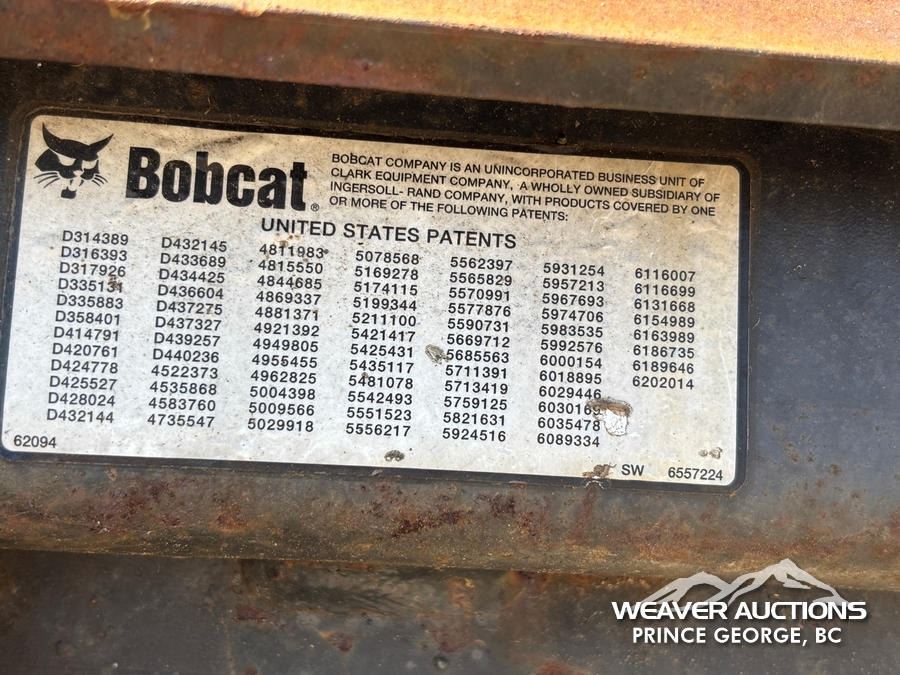 Bobcat®
BOBCAT COMPANY IS AN UNINCORPORATED BUSINESS UNIT OF
CLARK EQUIPMENT COMPANY, A WHOLLY OWNED SUBSIDIARY OF
INGERSOLL- RAND COMPANY, WITH PRODUCTS COVERED BY ONE
OR MORE OF THE FOLLOWING PATENTS:
UNITED STATES PATENTS
D314389 D432145 4811983 5078568 5562397 5931254 6116007
D316393 D433689 4815550 5169278 5565829 5957213 6116699
D317926 D434425 4844685 5174115 5570991 5967693 6131668
D335131 D436604 4869337 5199344 5577876 5974706 6154989
D335883 D437275 4881371 5211100 5590731 5983535 6163989
D358401 D437327 4921392 5421417 5669712 5992576 6186735
D414791 D439257 4949805 5425431 5685563 6000154 6189646
D420761 D440236 4955455 5435117 5711391 6018895 6202014
D424778 4522373 4962825 5481078 5713419 6029446
D425527 4535868 5004398 5542493 5759125 6030169
D428024 4583760 5009566 5551523 5821631 6035478
D432144 4735547 5029918 5556217 5924516 6089334
62094 SW 6557224
WEAVER AUCTIONS
PRINCE GEORGE, BC